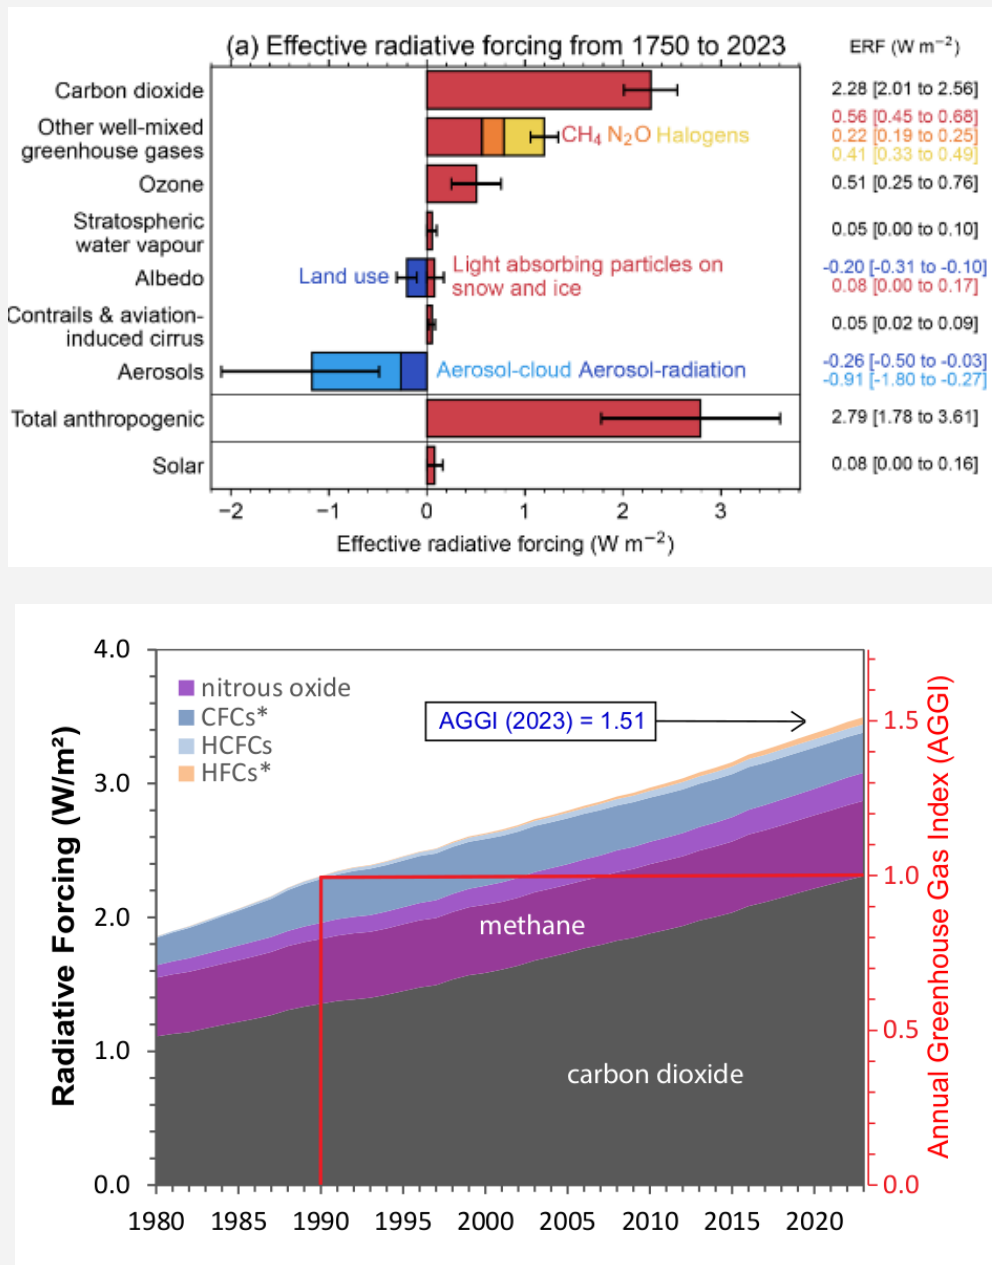 (a) Effective radiative forcing from 1750 to 2023
ERF (W m⁻²)
Carbon dioxide
2.28 [2.01 to 2.56]
Other well-mixed
greenhouse gases
CH₄ N₂O Halogens
0.56 [0.45 to 0.68]
0.22 [0.19 to 0.25]
0.41 [0.33 to 0.49]
Ozone
0.51 [0.25 to 0.76]
Stratospheric
water vapour
0.05 [0.00 to 0.10]
Albedo
Land use
Light absorbing particles on
snow and ice
-0.20 [-0.31 to -0.10]
0.08 [0.00 to 0.17]
Contrails & aviation-
induced cirrus
0.05 [0.02 to 0.09]
Aerosols
Aerosol-cloud Aerosol-radiation
-0.26 [-0.50 to -0.03]
-0.91 [-1.80 to -0.27]
Total anthropogenic
2.79 [1.78 to 3.61]
Solar
0.08 [0.00 to 0.16]
−2 −1 0 1 2 3
Effective radiative forcing (W m⁻²)
Radiative Forcing (W/m²)
4.0
3.0
2.0
1.0
0.0
nitrous oxide
CFCs*
HCFCs
HFCs*
AGGI (2023) = 1.51
methane
carbon dioxide
1.5
1.0
0.5
0.0
Annual Greenhouse Gas Index (AGGI)
1980 1985 1990 1995 2000 2005 2010 2015 2020